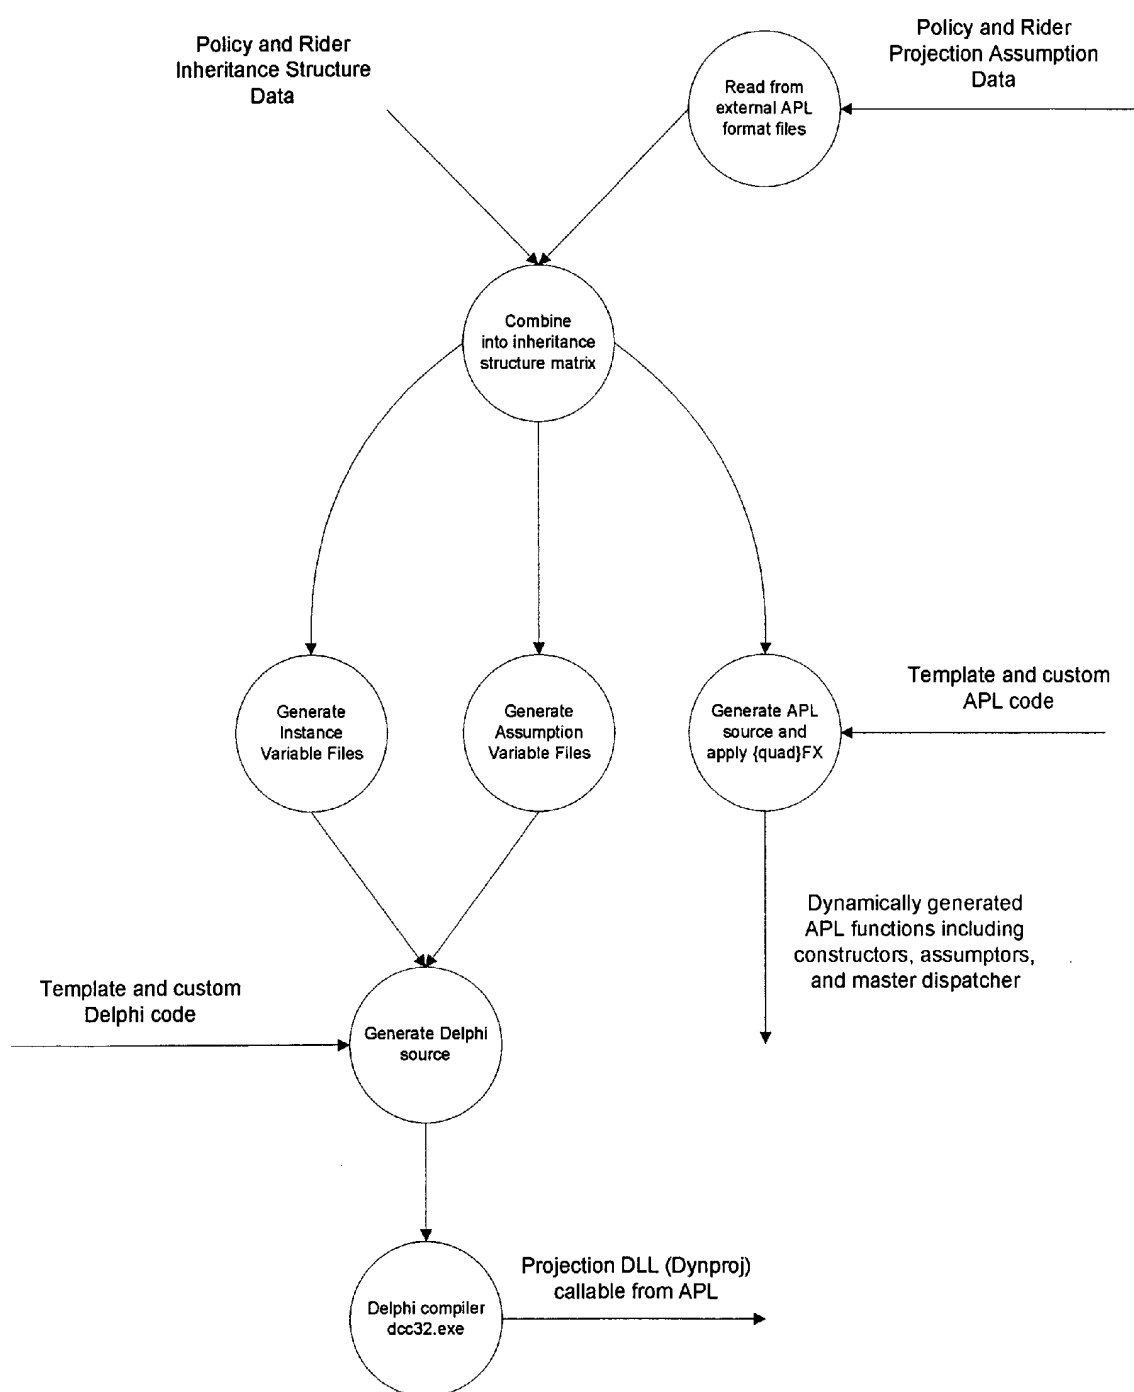 Policy and Rider
Inheritance Structure
Data
Policy and Rider
Projection Assumption
Data
Read from
external APL
format files
Combine
into inheritance
structure matrix
Generate
Instance
Variable Files
Generate
Assumption
Variable Files
Generate APL
source and
apply {quad}FX
Template and custom
APL code
Dynamically generated
APL functions including
constructors, assumptors,
and master dispatcher
Template and custom
Delphi code
Generate Delphi
source
Delphi compiler
dcc32.exe
Projection DLL (Dynproj)
callable from APL